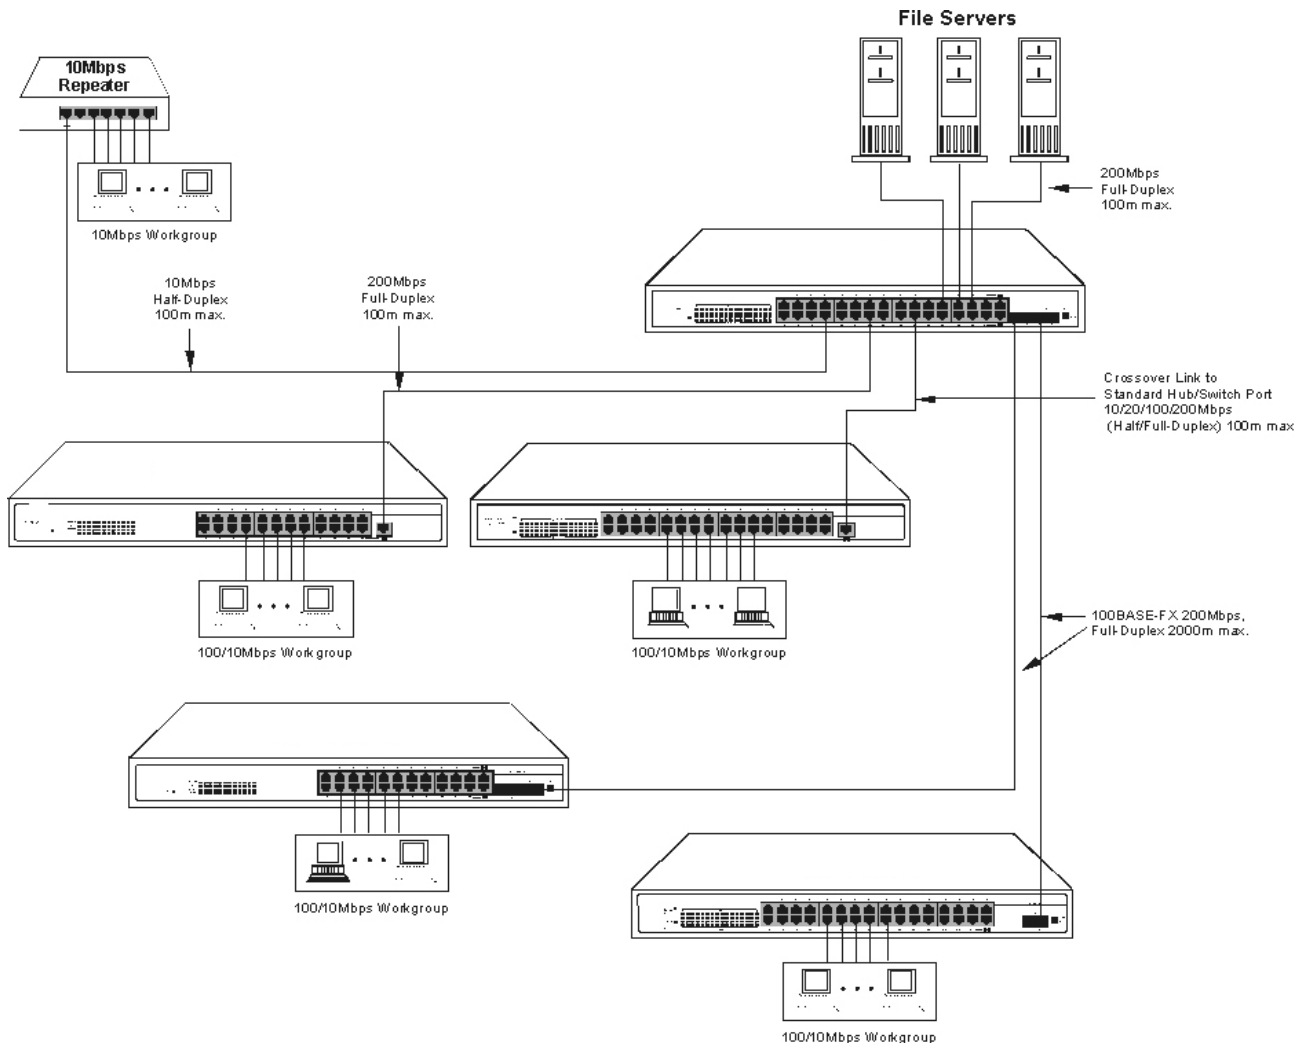 File Servers
10Mbps
Repeater
200Mbps
Full-Duplex
100m max.
10Mbps Workgroup
10Mbps
Half-Duplex
100m max.
200Mbps
Full-Duplex
100m max.
Crossover Link to
Standard Hub/Switch Port
10/20/100/200Mbps
(Half/Full-Duplex) 100m max
100/10Mbps Workgroup
100/10Mbps Workgroup
100BASE-FX 200Mbps,
Full-Duplex 2000m max.
100/10Mbps Workgroup
100/10Mbps Workgroup